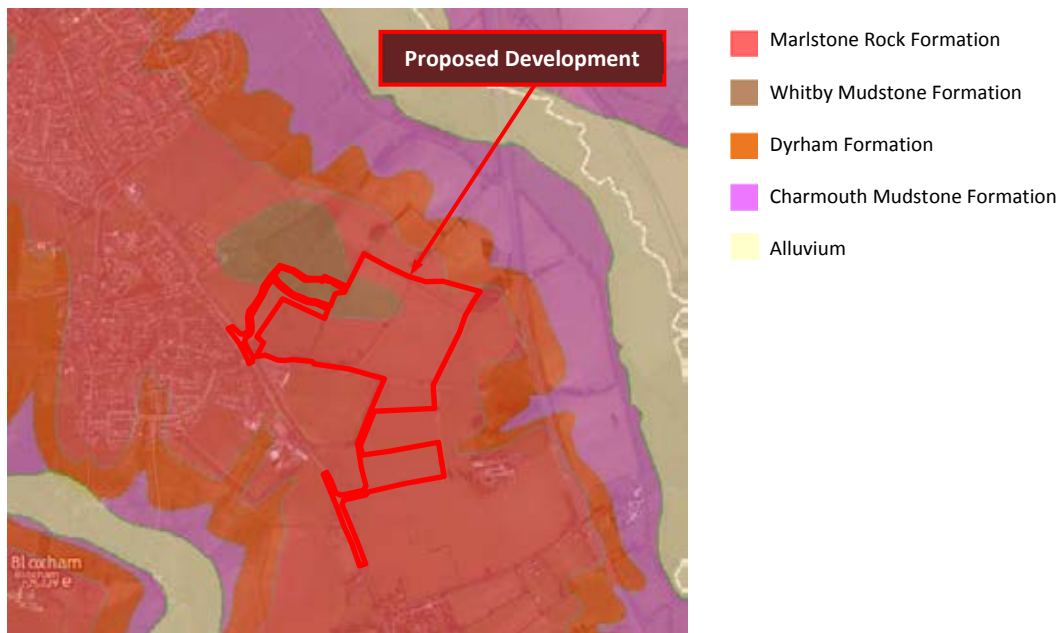 Proposed Development
Marlstone Rock Formation
Whitby Mudstone Formation
Dyrham Formation
Charmouth Mudstone Formation
Alluvium
Bloxham